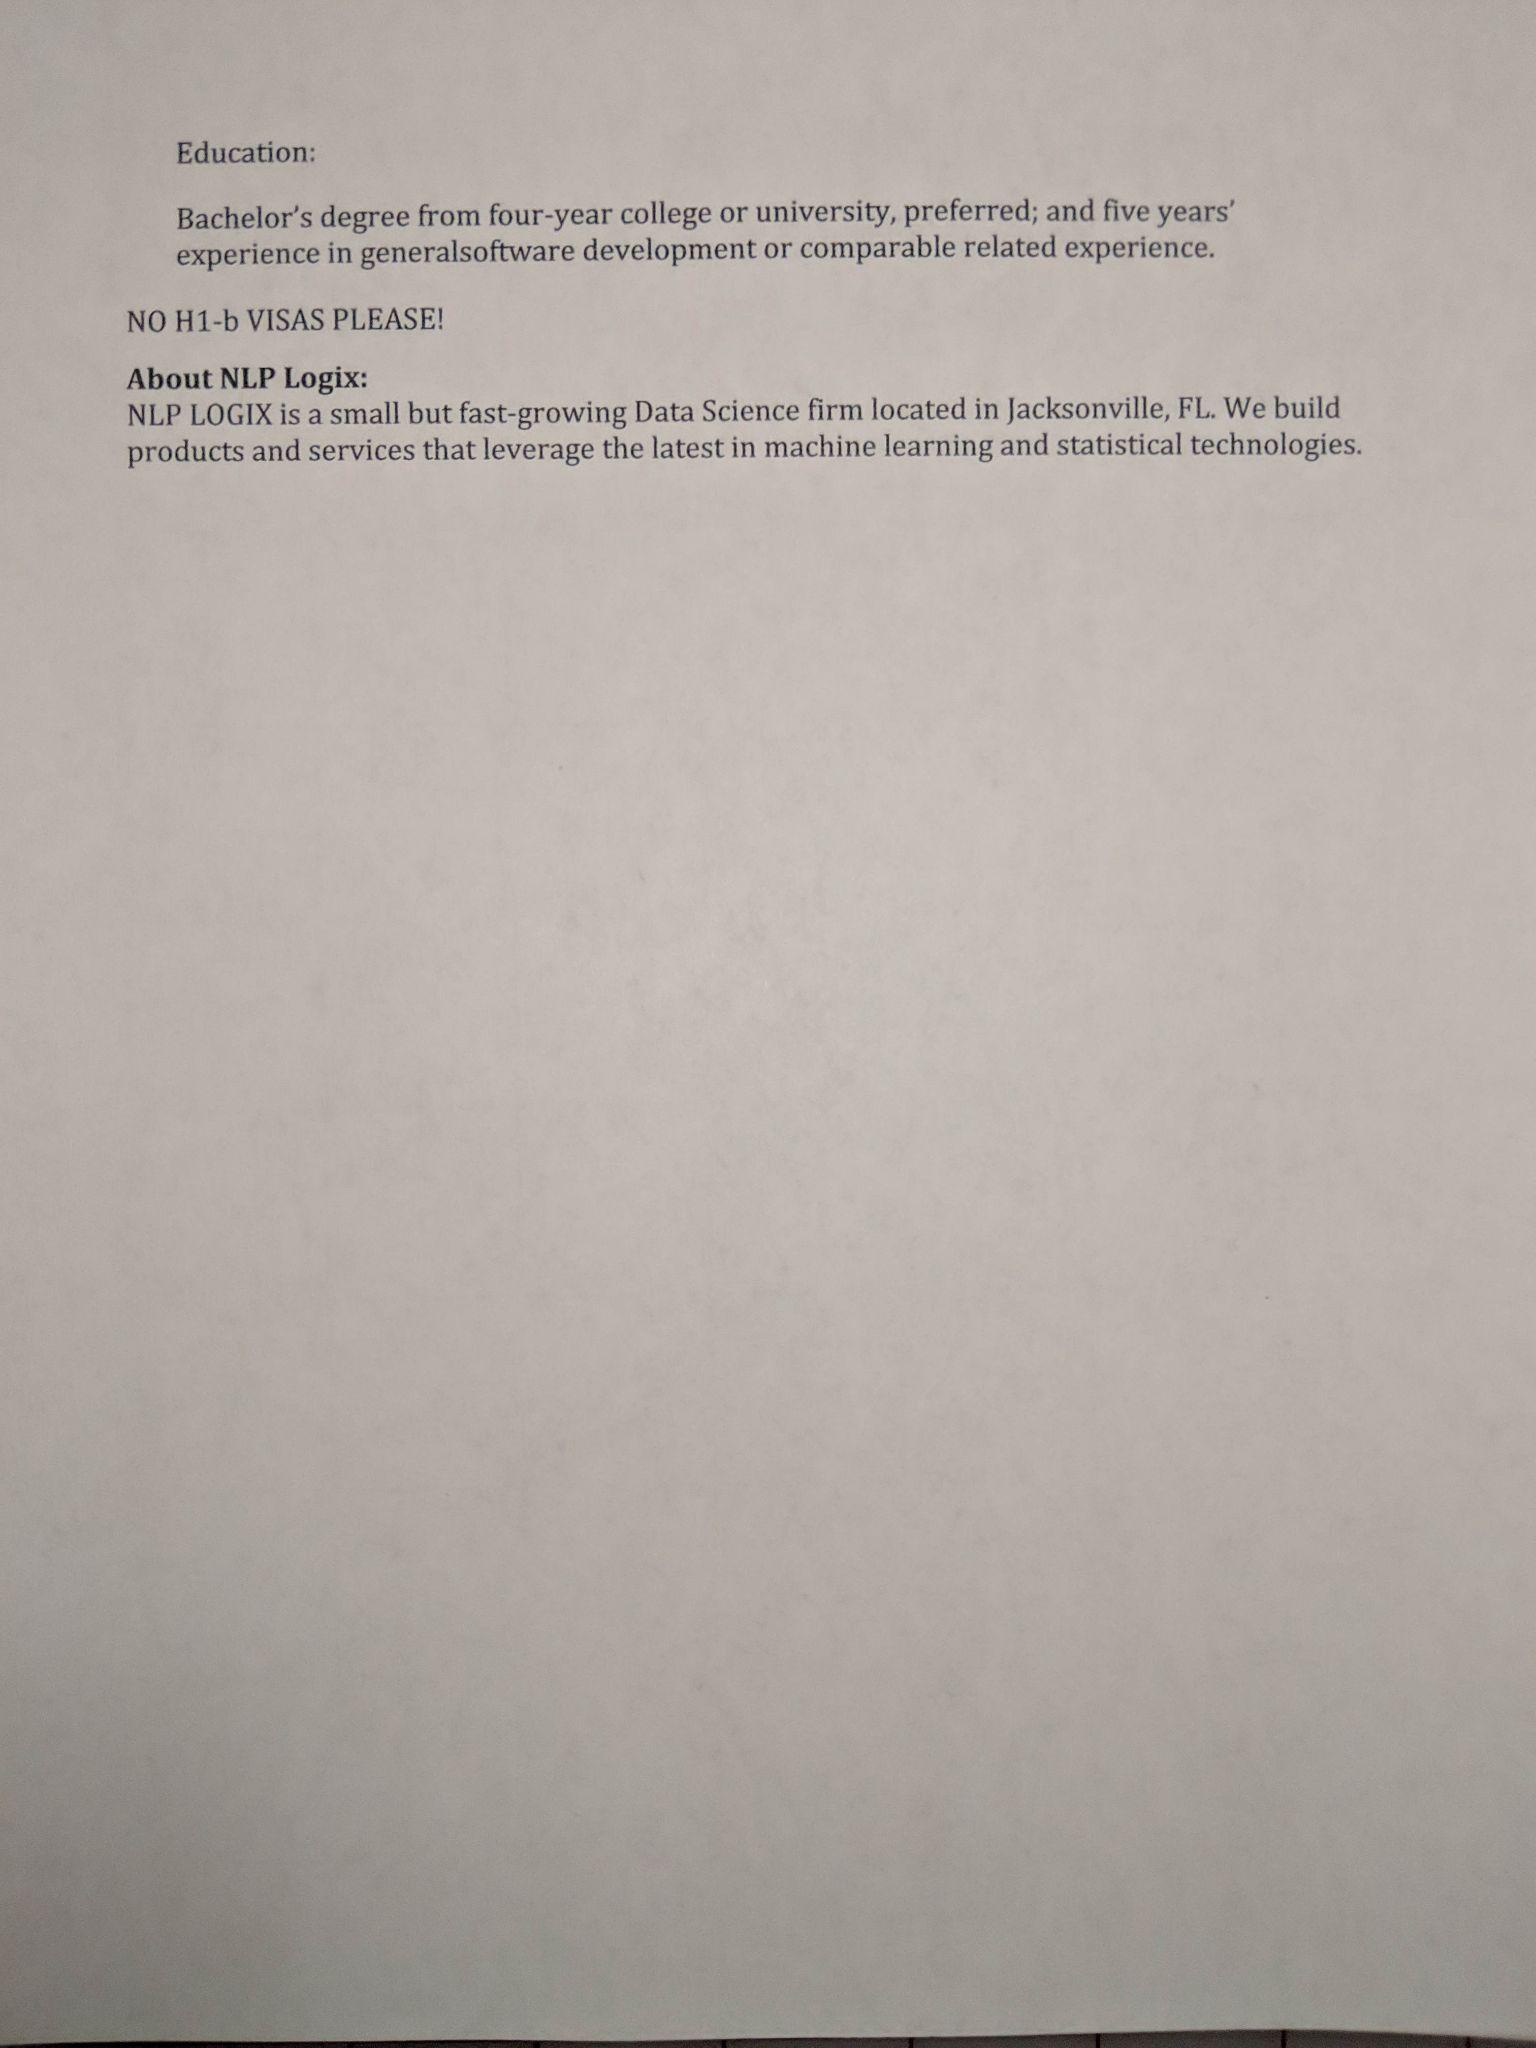 Education:
Bachelor’s degree from four-year college or university, preferred; and five years’
experience in generalsoftware development or comparable related experience.
NO H1-b VISAS PLEASE!
About NLP Logix:
NLP LOGIX is a small but fast-growing Data Science firm located in Jacksonville, FL. We build
products and services that leverage the latest in machine learning and statistical technologies.